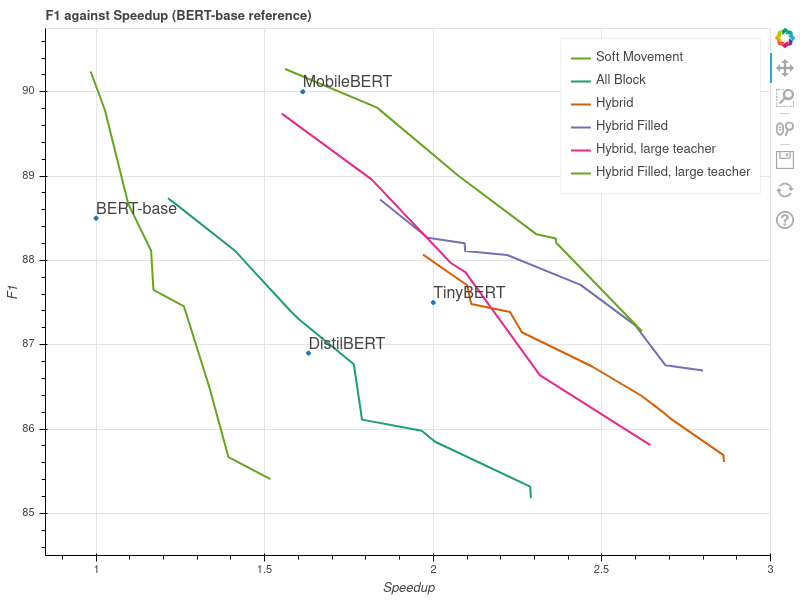 F1 against Speedup (BERT-base reference)
Soft Movement
All Block
Hybrid
Hybrid Filled
Hybrid, large teacher
Hybrid Filled, large teacher
MobileBERT
BERT-base
TinyBERT
DistilBERT
F1
90
89
88
87
86
85
1
1.5
2
2.5
3
Speedup